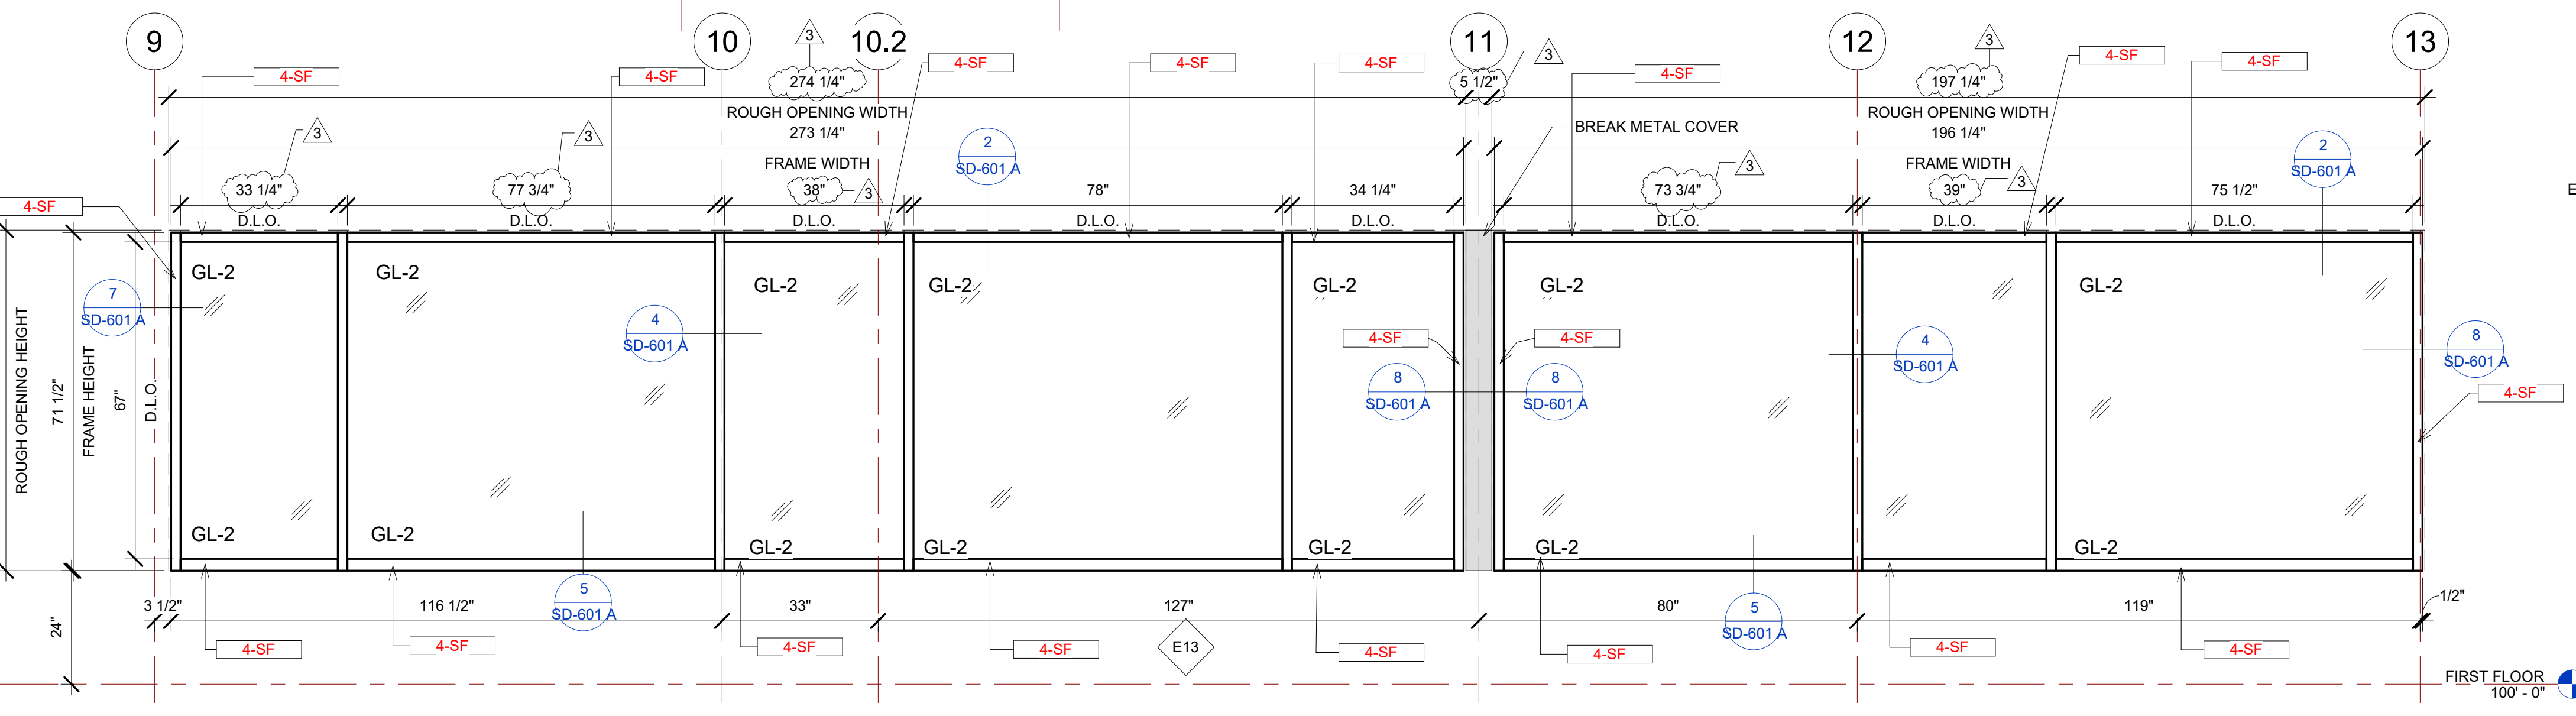 9
10
10.2
11
12
13
3
3
3
4-SF
4-SF
4-SF
4-SF
4-SF
4-SF
4-SF
4-SF
274 1/4"
5 1/2"
197 1/4"
ROUGH OPENING WIDTH
ROUGH OPENING WIDTH
273 1/4"
BREAK METAL COVER
196 1/4"
3
3
2
SD-601 A
2
SD-601 A
FRAME WIDTH
FRAME WIDTH
3
33 1/4"
77 3/4"
38"
3
78"
34 1/4"
73 3/4"
39"
3
75 1/2"
4-SF
D.L.O.
D.L.O.
D.L.O.
D.L.O.
D.L.O.
D.L.O.
D.L.O.
D.L.O.
GL-2
GL-2
GL-2
GL-2
GL-2
GL-2
GL-2
7
SD-601 A
4
SD-601 A
4-SF
4-SF
4
SD-601 A
8
SD-601 A
8
SD-601 A
8
SD-601 A
4-SF
ROUGH OPENING HEIGHT
71 1/2"
FRAME HEIGHT
67"
D.L.O.
GL-2
GL-2
GL-2
GL-2
GL-2
GL-2
GL-2
3 1/2"
116 1/2"
5
SD-601 A
33"
127"
80"
5
SD-601 A
119"
1/2"
24"
4-SF
4-SF
4-SF
4-SF
E13
4-SF
4-SF
4-SF
4-SF
FIRST FLOOR
100' - 0"